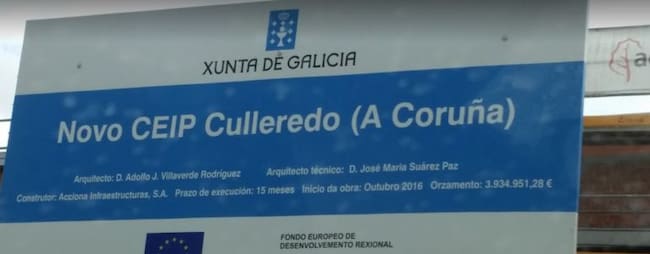 XUNTA DE GALICIA
Novo CEIP Culleredo (A Coruña)
Arquitecto: D. Adolfo J. Villaverde Rodríguez Arquitecto técnico: D. José María Suárez Paz
Construtor: Acciona Infraestructuras, S.A. Prazo de execución: 15 meses Inicio da obra: Outubro 2016 Orzamento: 3.934.951,28 €
FONDO EUROPEO DE
DESENVOLVEMENTO REXIONAL